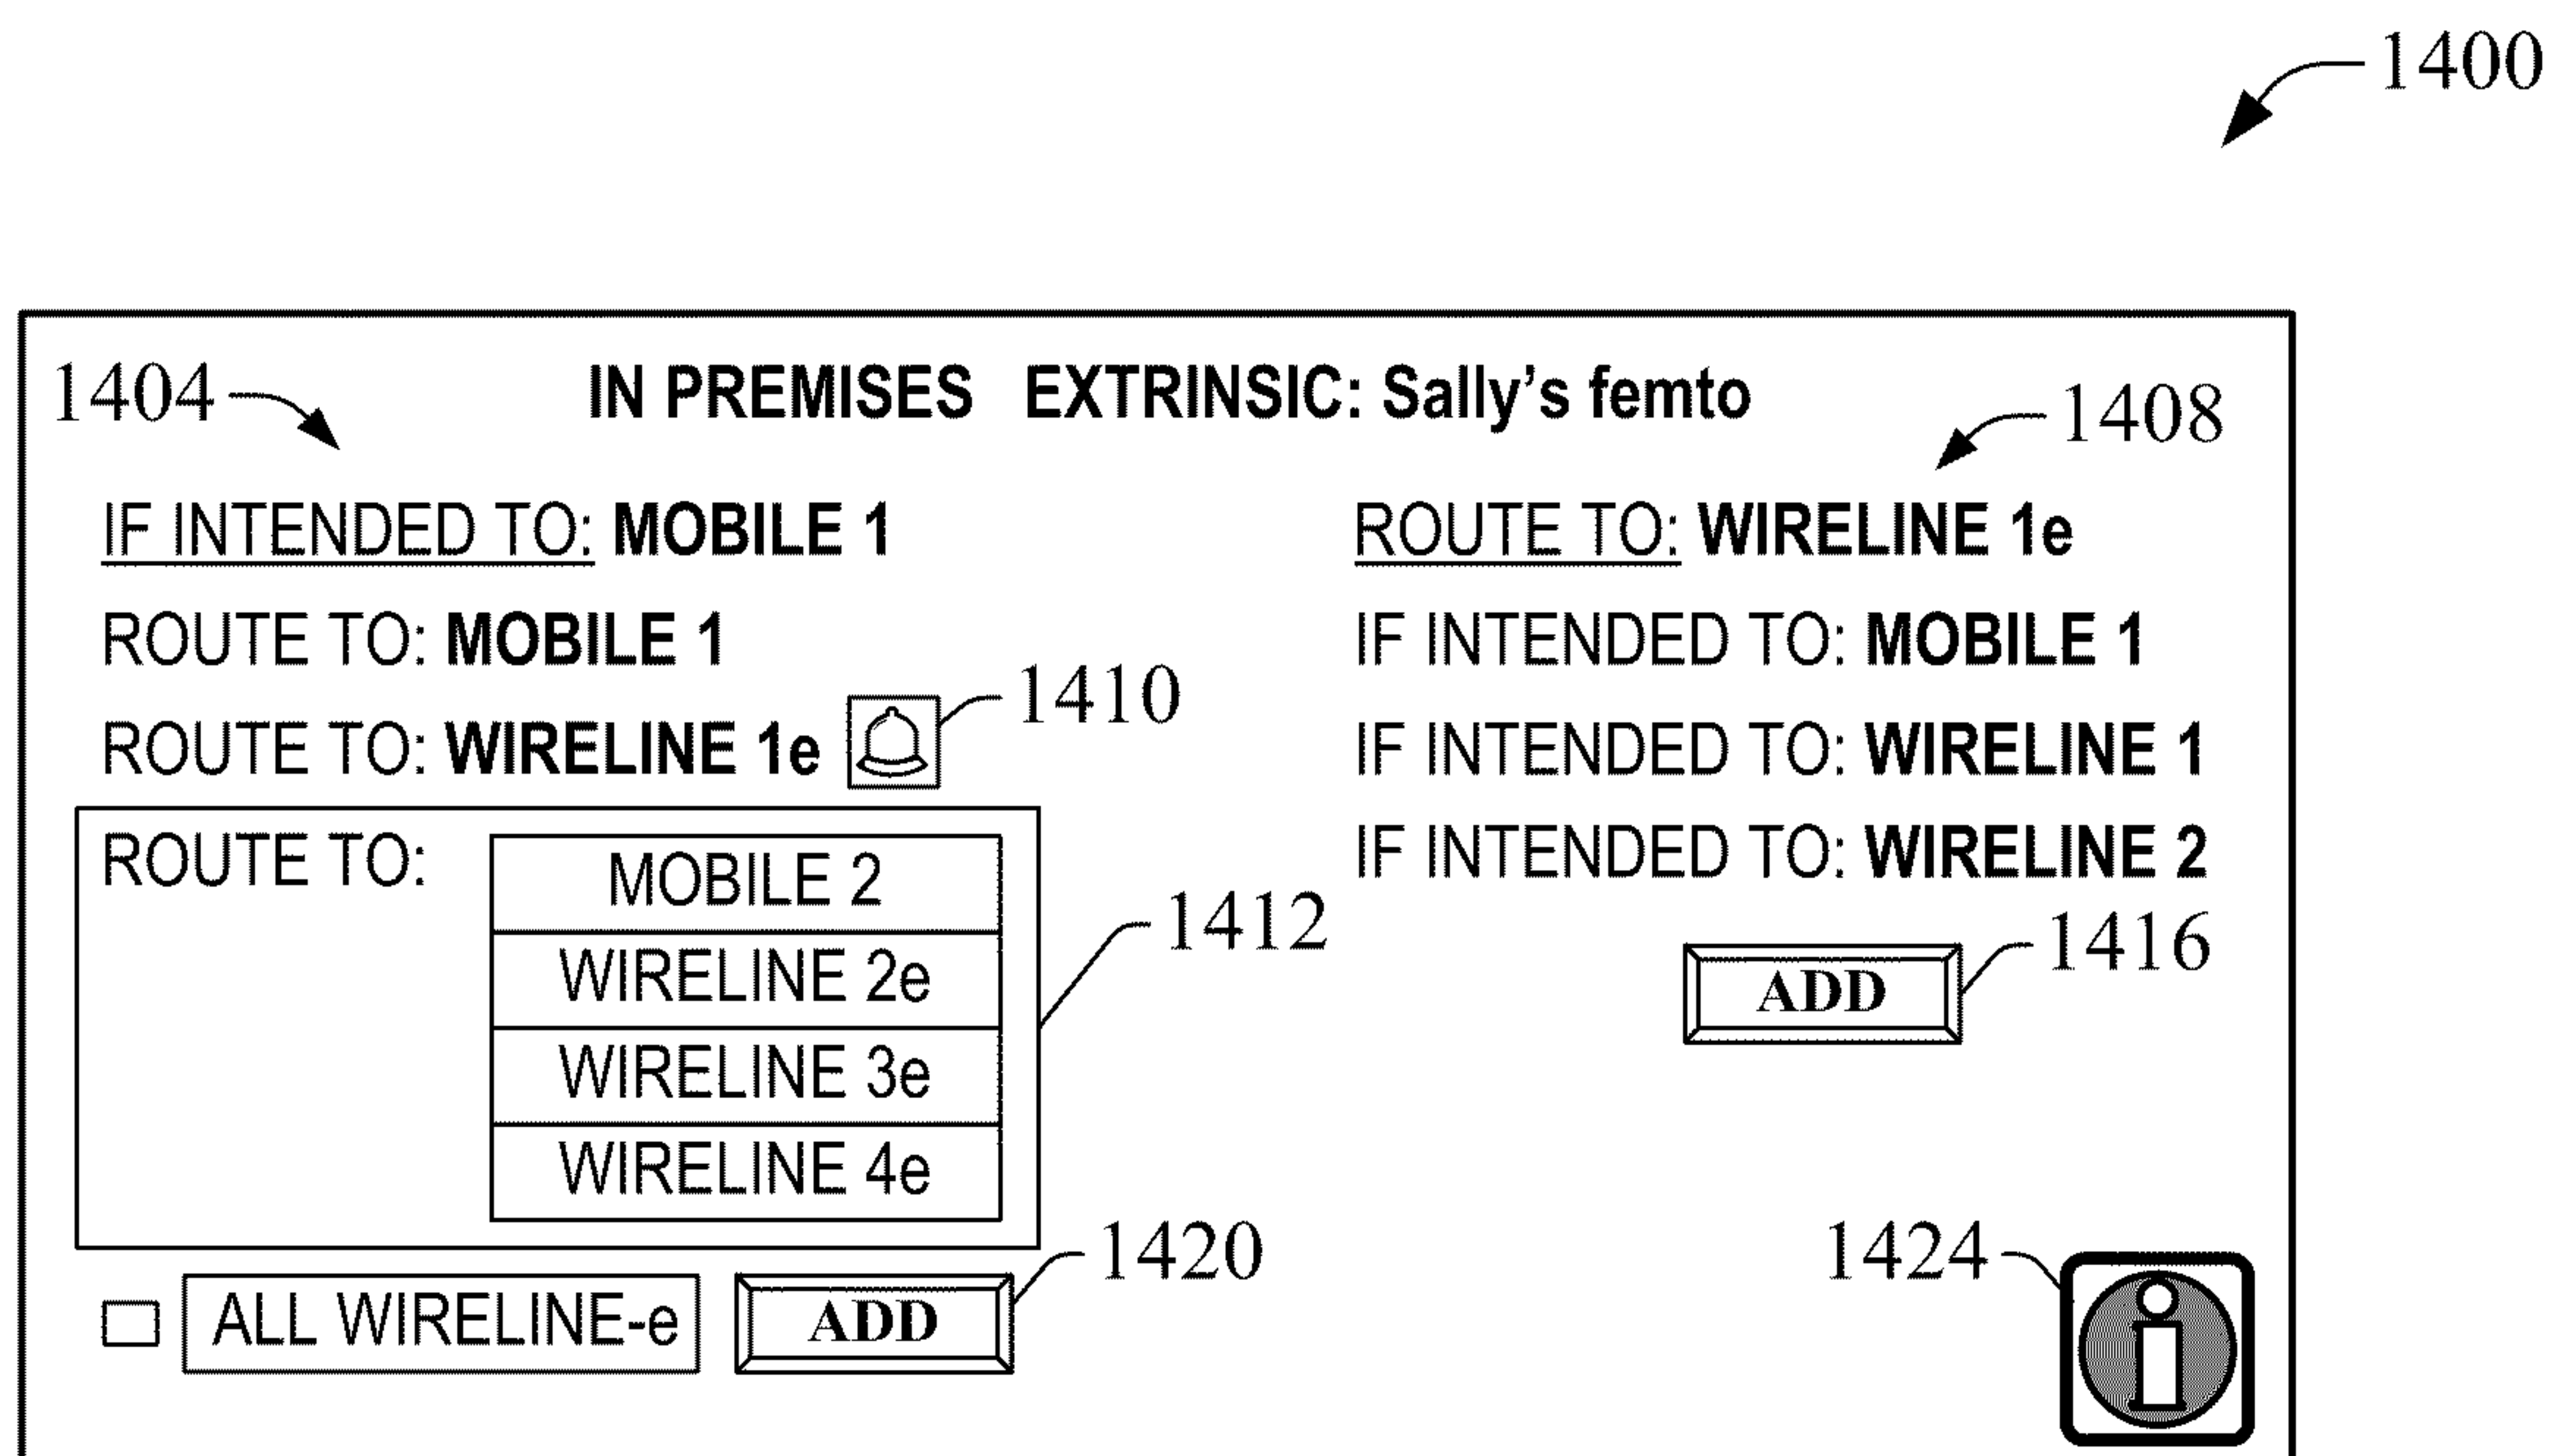 1400
1404
IN PREMISES EXTRINSIC: Sally's femto
1408
IF INTENDED TO: MOBILE 1
ROUTE TO: MOBILE 1
ROUTE TO: WIRELINE 1e
1410
ROUTE TO:
MOBILE 2
WIRELINE 2e
WIRELINE 3e
WIRELINE 4e
1412
ALL WIRELINE-e
ADD
1420
ROUTE TO: WIRELINE 1e
IF INTENDED TO: MOBILE 1
IF INTENDED TO: WIRELINE 1
IF INTENDED TO: WIRELINE 2
ADD
1416
1424
i